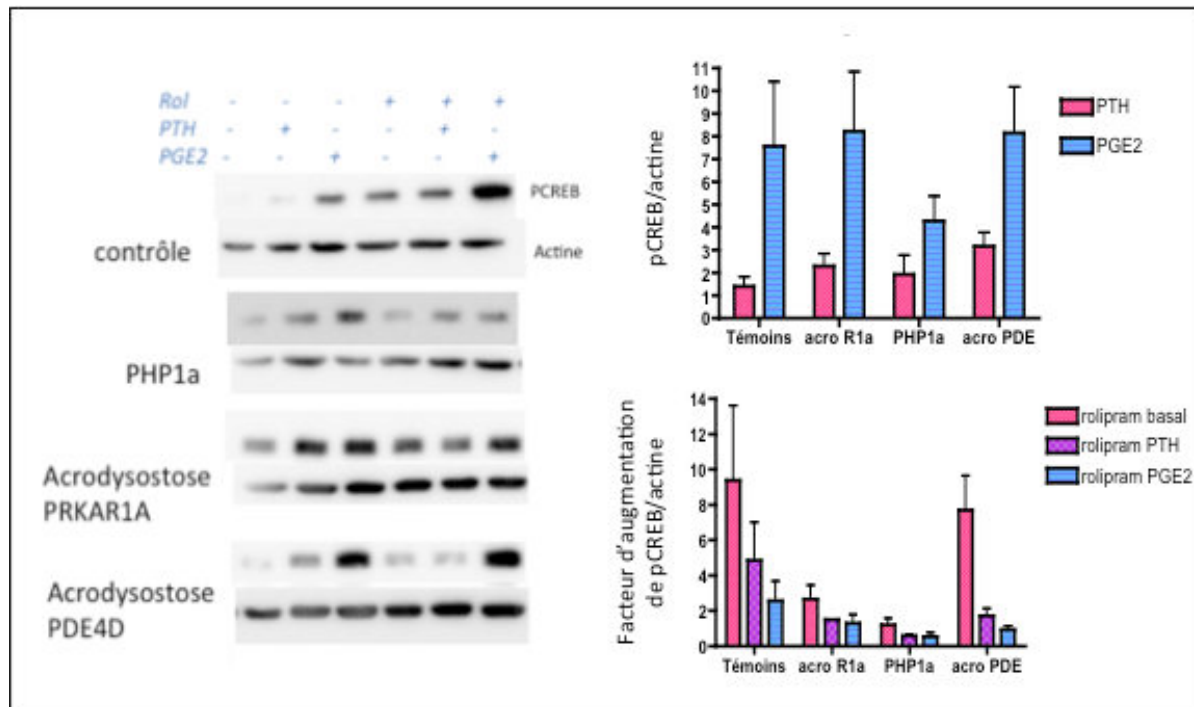 Rol - - - + + +
PTH - + - - + -
PGE2 - - + - - +
PCREB
contrôle
Actine
PHP1a
Acrodysostose
PRKAR1A
Acrodysostose
PDE4D
pCREB/actine
11
10
9
8
7
6
5
4
3
2
1
0
Témoins acro R1a PHP1a acro PDE
PTH
PGE2
Facteur d'augmentation
de pCREB/actine
14
12
10
8
6
4
2
0
Témoins acro R1a PHP1a acro PDE
rolipram basal
rolipram PTH
rolipram PGE2